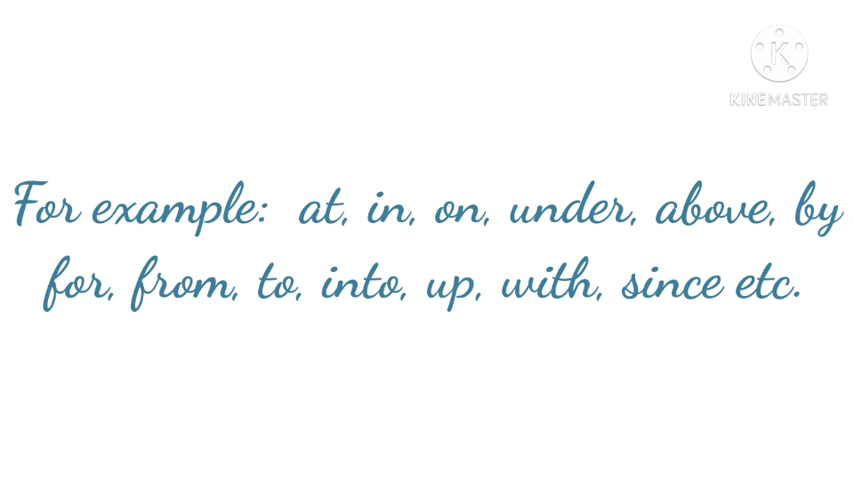 KINEMASTER
For example: at, in, on, under, above, by
for, from, to, into, up, with, since etc.